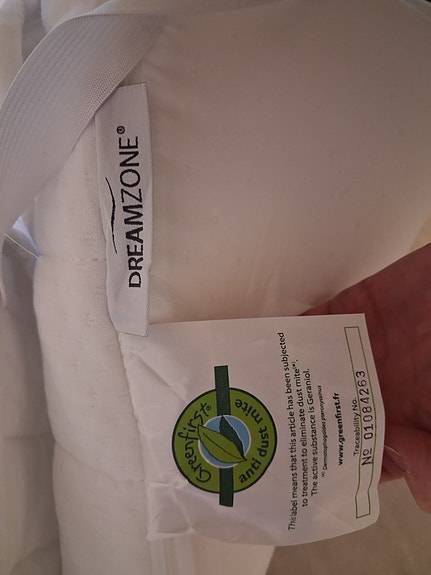 DREAMZONE®
Greenfirst®
anti dust mite
This label means that this article has been subjected
to treatment to eliminate dust mite(*).
The active substance is Geraniol.
(*) Dermatophagoides pteronyssinus
www.greenfirst.fr
Traceability No.
No 01084263